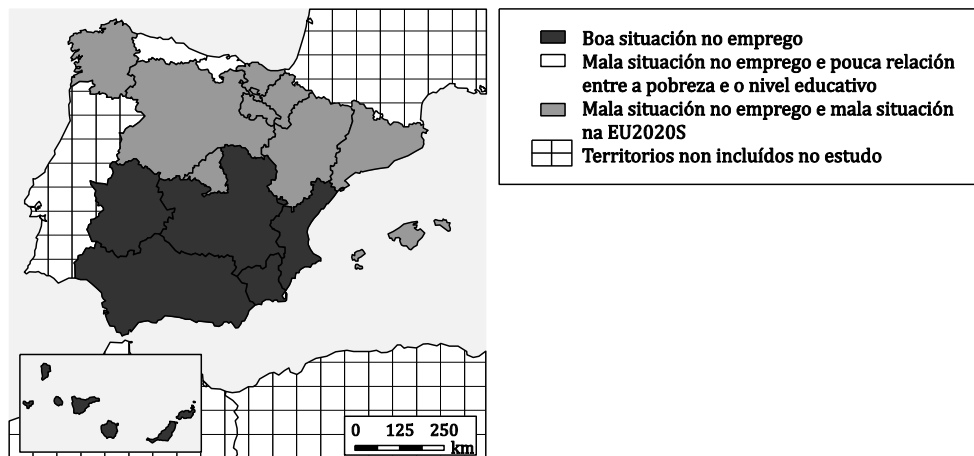 Boa situación no emprego
Mala situación no emprego e pouca relación
entre a pobreza e o nivel educativo
Mala situación no emprego e mala situación
na EU2020S
Territorios non incluídos no estudo
0 125 250
km